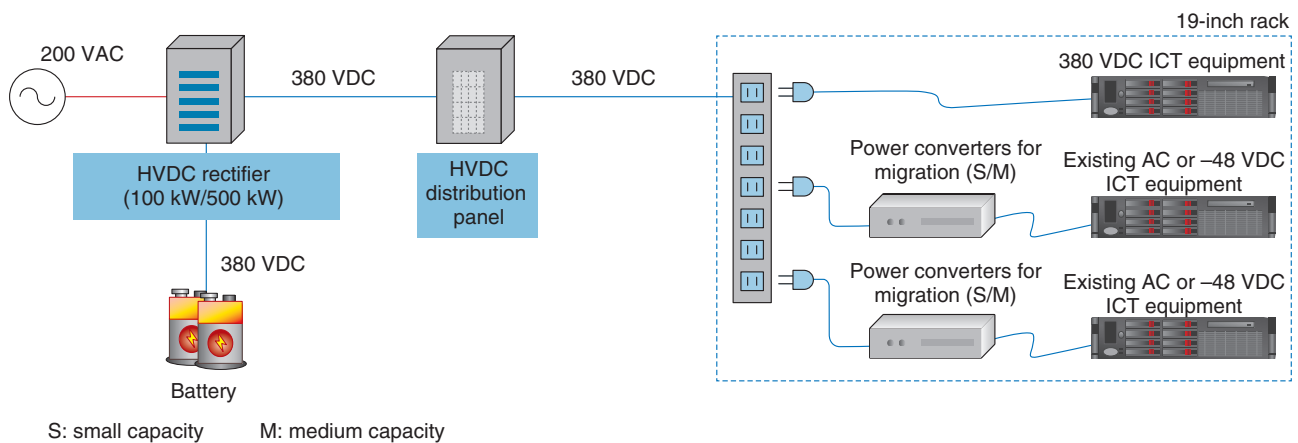 19-inch rack
200 VAC
380 VDC
380 VDC
380 VDC ICT equipment
HVDC rectifier
(100 kW/500 kW)
HVDC
distribution
panel
Power converters for
migration (S/M)
Existing AC or –48 VDC
ICT equipment
380 VDC
Battery
Power converters for
migration (S/M)
Existing AC or –48 VDC
ICT equipment
S: small capacity M: medium capacity